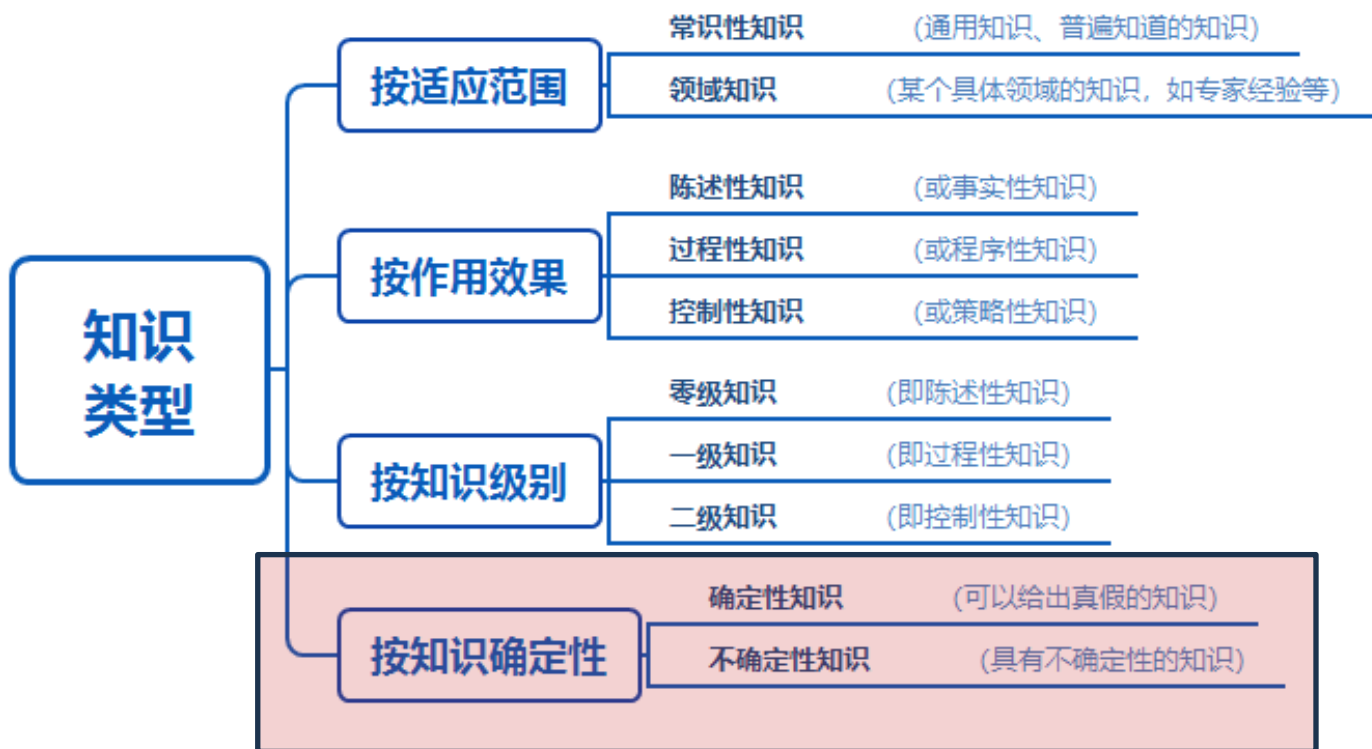 知识
类型
按适应范围
常识性知识 (通用知识、普遍知道的知识)
领域知识 (某个具体领域的知识，如专家经验等)
按作用效果
陈述性知识 (或事实性知识)
过程性知识 (或程序性知识)
控制性知识 (或策略性知识)
按知识级别
零级知识 (即陈述性知识)
一级知识 (即过程性知识)
二级知识 (即控制性知识)
按知识确定性
确定性知识 (可以给出真假的知识)
不确定性知识 (具有不确定性的知识)